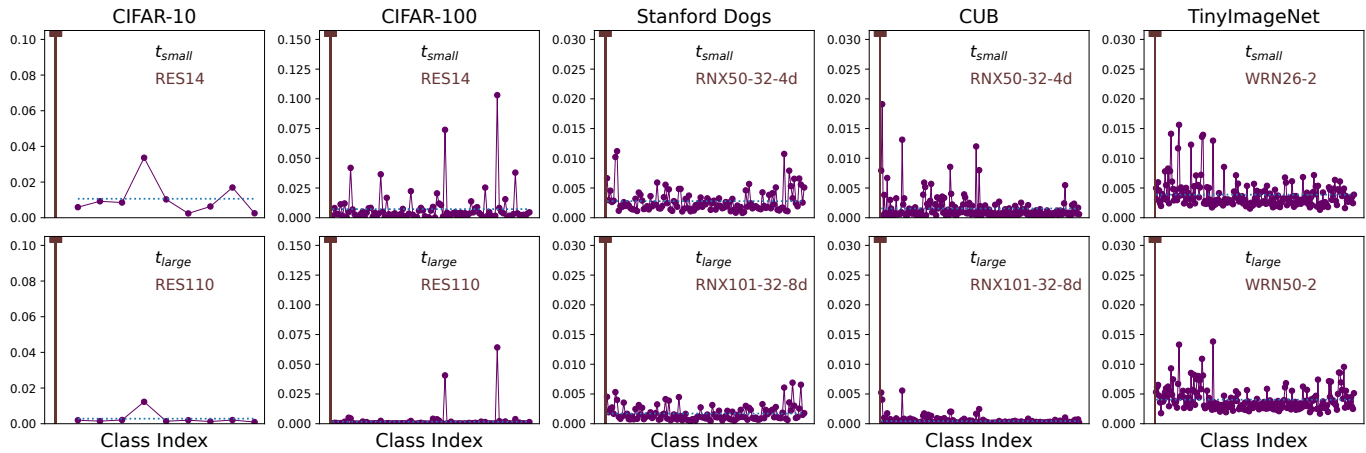 CIFAR-10
0.10
0.08
0.06
0.04
0.02
0.00
t_small
RES14
CIFAR-100
0.150
0.125
0.100
0.075
0.050
0.025
0.000
t_small
RES14
Stanford Dogs
0.030
0.025
0.020
0.015
0.010
0.005
0.000
t_small
RNX50-32-4d
CUB
0.030
0.025
0.020
0.015
0.010
0.005
0.000
t_small
RNX50-32-4d
TinyImageNet
0.030
0.025
0.020
0.015
0.010
0.005
0.000
t_small
WRN26-2
0.10
0.08
0.06
0.04
0.02
0.00
t_large
RES110
Class Index
0.150
0.125
0.100
0.075
0.050
0.025
0.000
t_large
RES110
Class Index
0.030
0.025
0.020
0.015
0.010
0.005
0.000
t_large
RNX101-32-8d
Class Index
0.030
0.025
0.020
0.015
0.010
0.005
0.000
t_large
RNX101-32-8d
Class Index
0.030
0.025
0.020
0.015
0.010
0.005
0.000
t_large
WRN50-2
Class Index